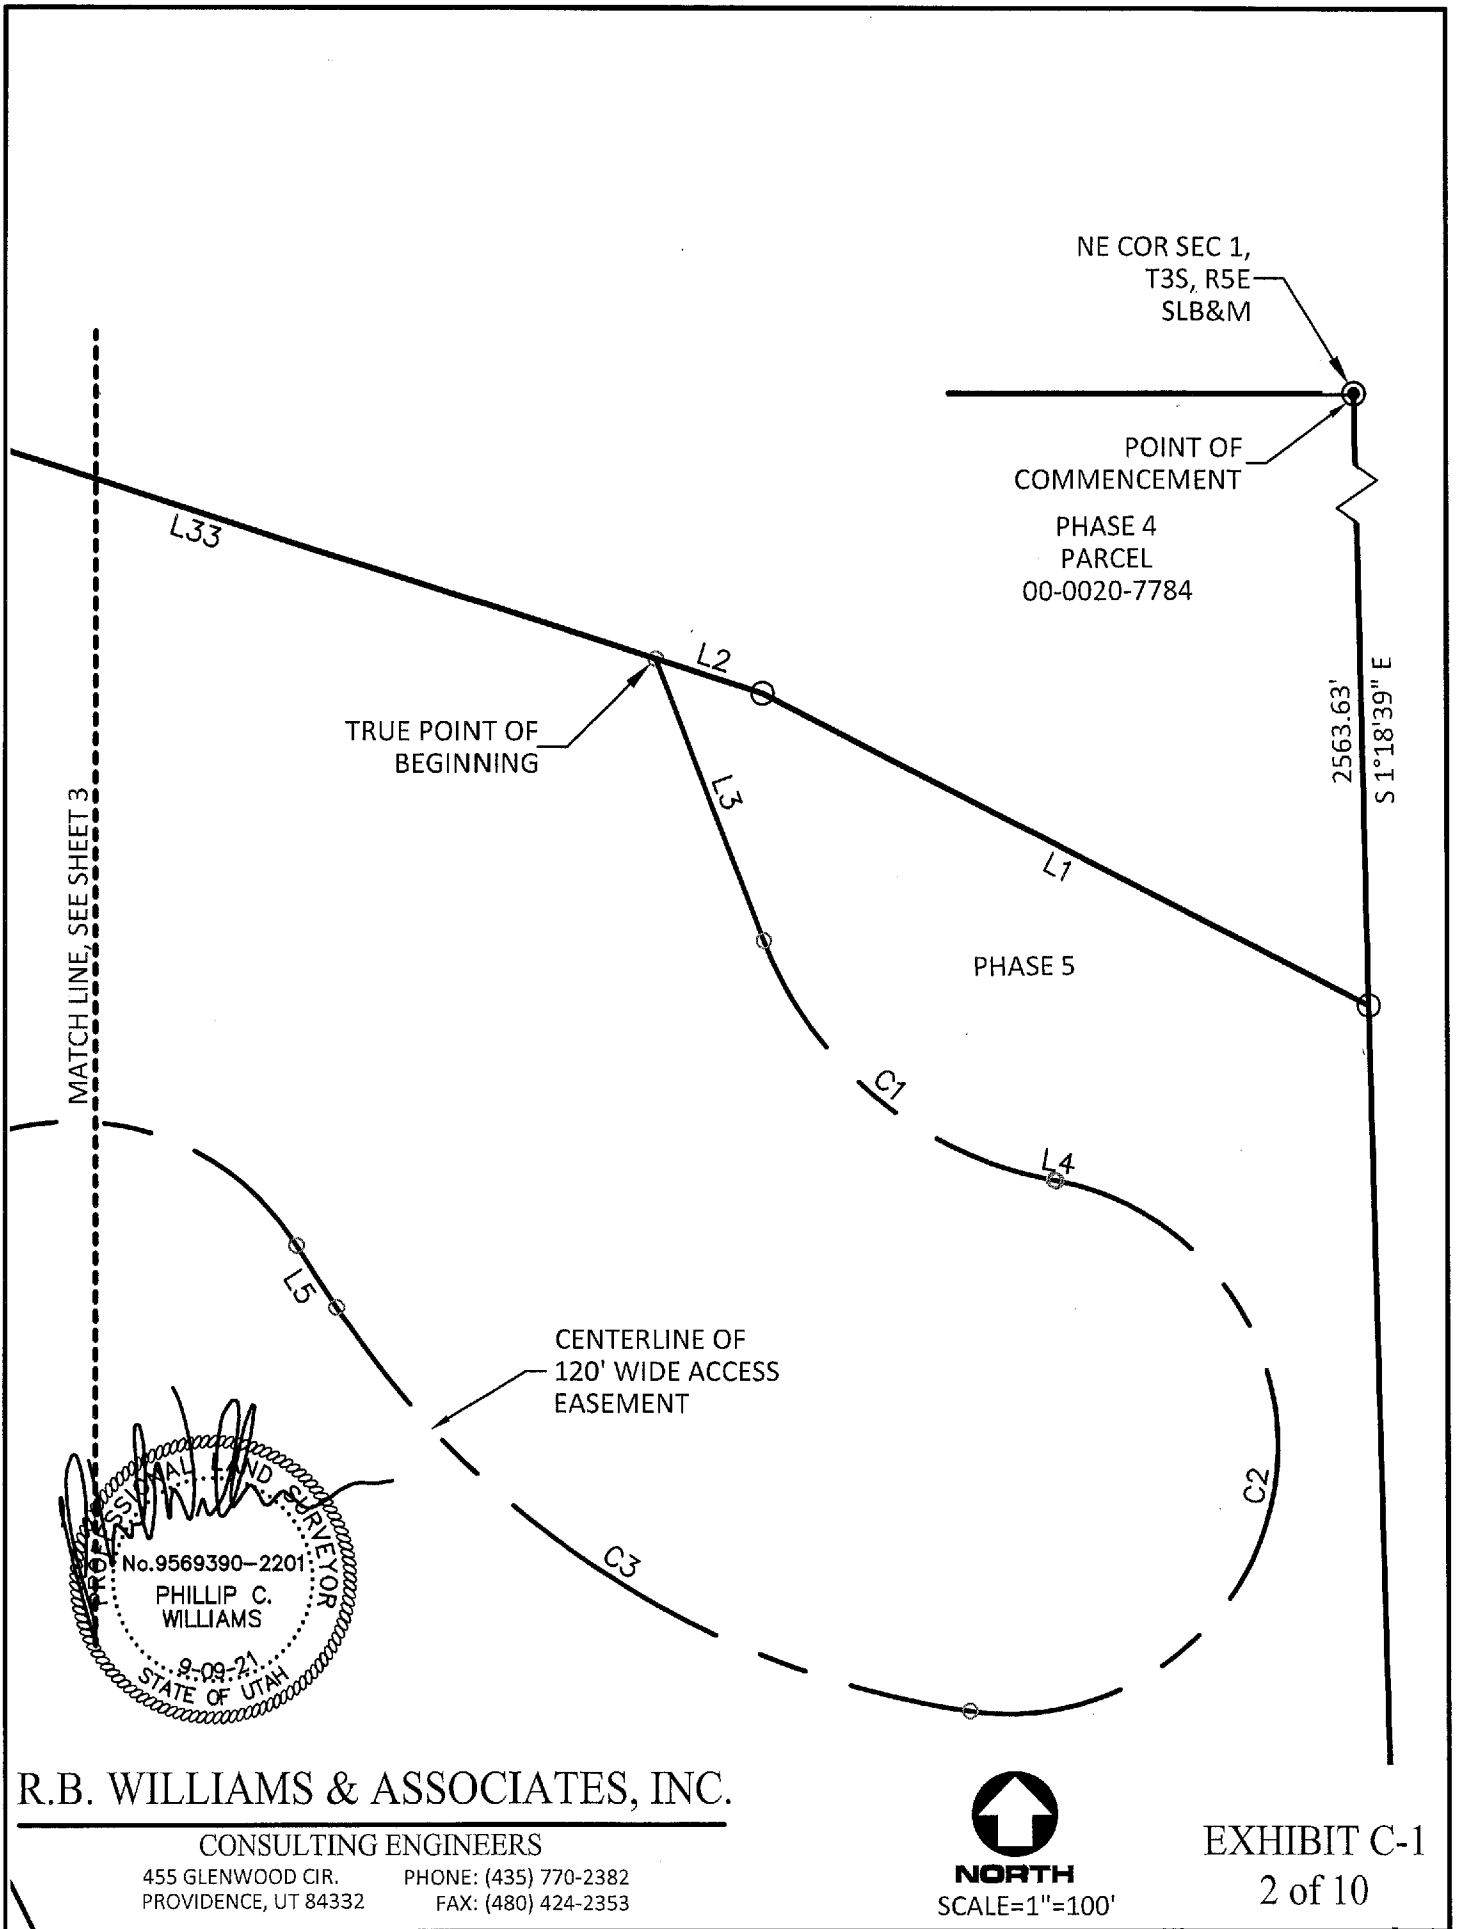 NE COR SEC 1,
T3S, R5E
SLB&M
POINT OF
COMMENCEMENT
PHASE 4
PARCEL
00-0020-7784
L33
L2
TRUE POINT OF
BEGINNING
2563.63'
S 1°18'39" E
L3
L1
MATCH LINE, SEE SHEET 3
PHASE 5
C1
L4
L5
CENTERLINE OF
120' WIDE ACCESS
EASEMENT
C2
C3
PROFESSIONAL LAND SURVEYOR
No.9569390-2201
PHILLIP C.
WILLIAMS
9-09-21
STATE OF UTAH
R.B. WILLIAMS & ASSOCIATES, INC.
CONSULTING ENGINEERS
455 GLENWOOD CIR. PHONE: (435) 770-2382
PROVIDENCE, UT 84332 FAX: (480) 424-2353
NORTH
SCALE=1"=100'
EXHIBIT C-1
2 of 10